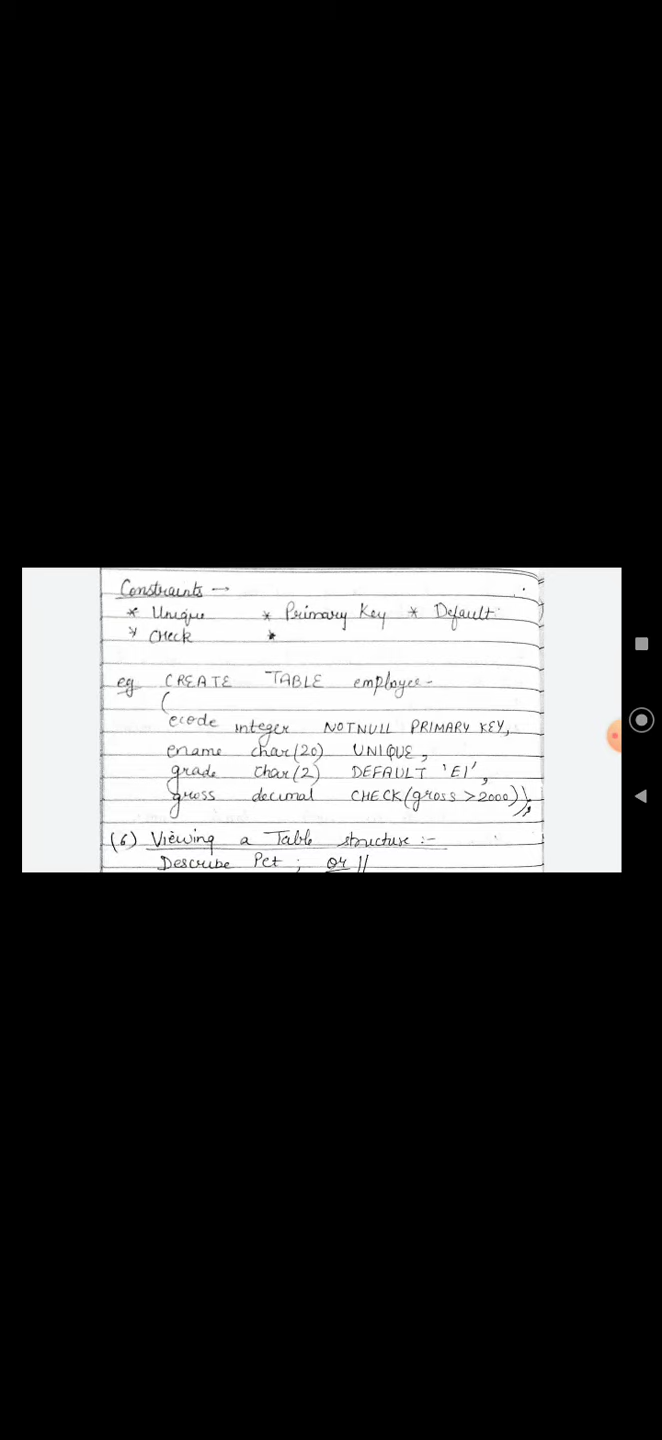 Constraints →
* Unique * Primary Key * Default
* CHeck *
eg CREATE TABLE employee-
(
ecode integer NOTNULL PRIMARY KEY,
ename char(20) UNIQUE,
grade char(2) DEFAULT 'E1',
gross decimal CHECK(gross >2000));
(6) Viewing a Table structure :-
Describe Pet ; or //